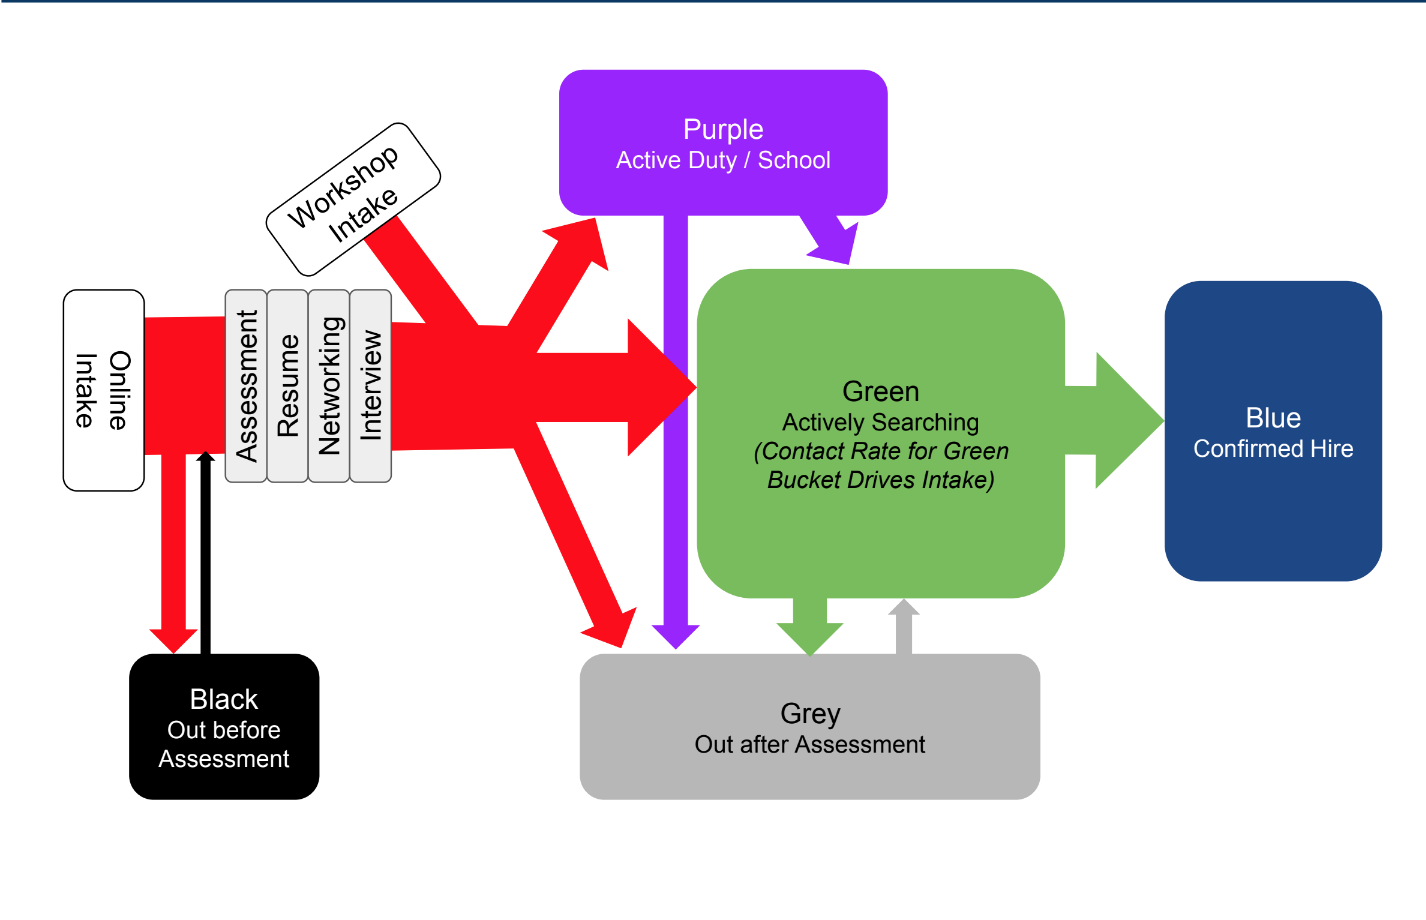 Workshop
Intake
Online
Intake
Assessment
Resume
Networking
Interview
Purple
Active Duty / School
Green
Actively Searching
(Contact Rate for Green
Bucket Drives Intake)
Blue
Confirmed Hire
Black
Out before
Assessment
Grey
Out after Assessment